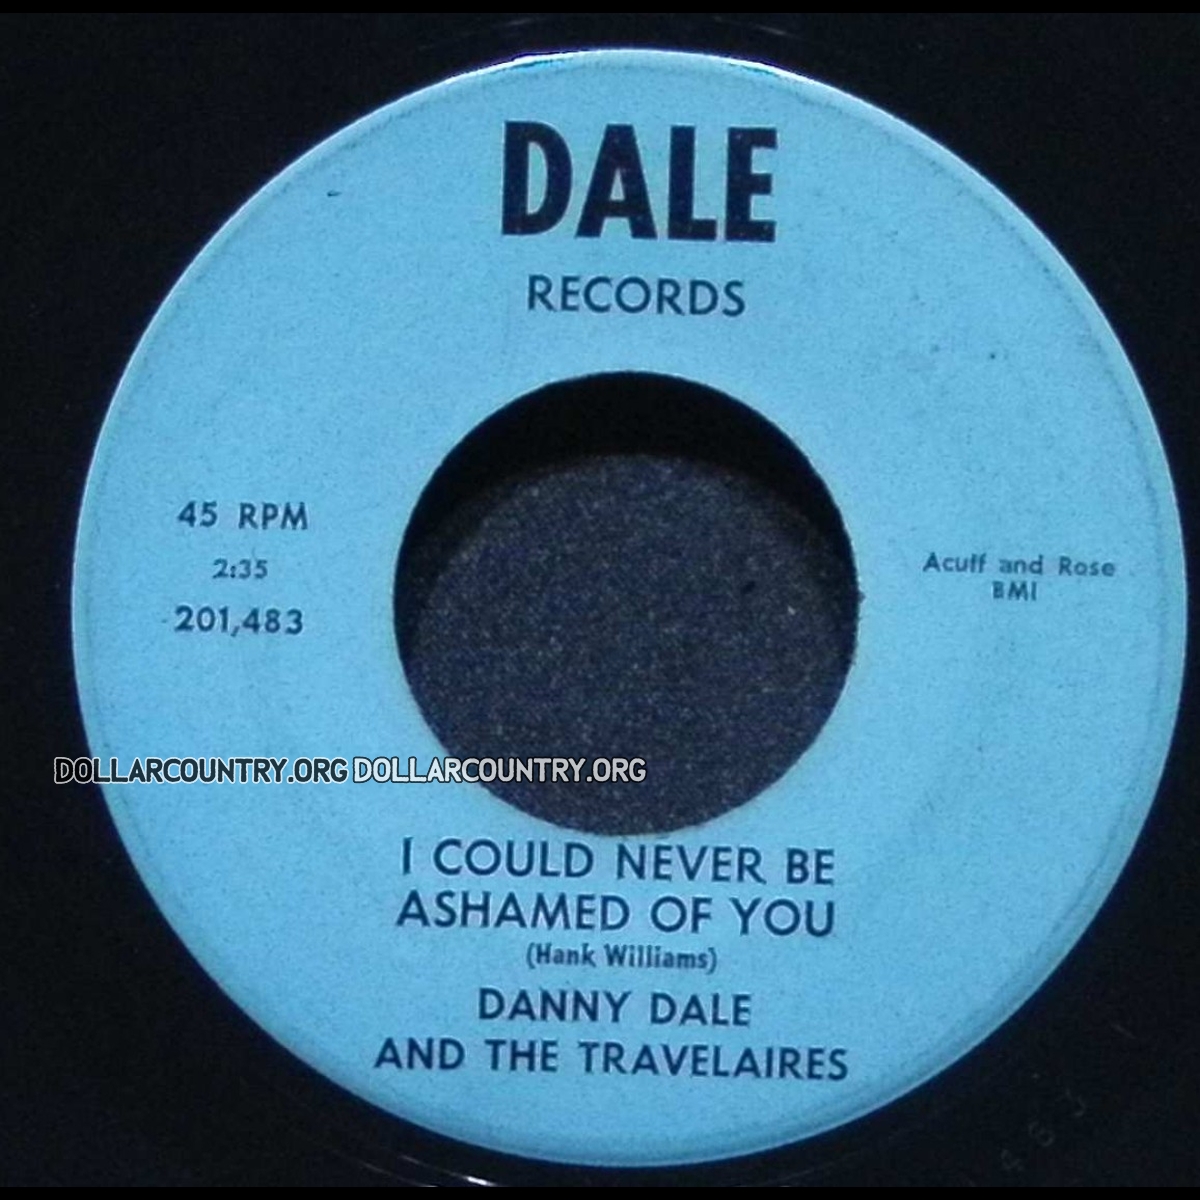 DALE
RECORDS
45 RPM
2:35
201,483
Acuff and Rose
BMI
DOLLARCOUNTRY.ORG DOLLARCOUNTRY.ORG
I COULD NEVER BE
ASHAMED OF YOU
(Hank Williams)
DANNY DALE
AND THE TRAVELAIRES